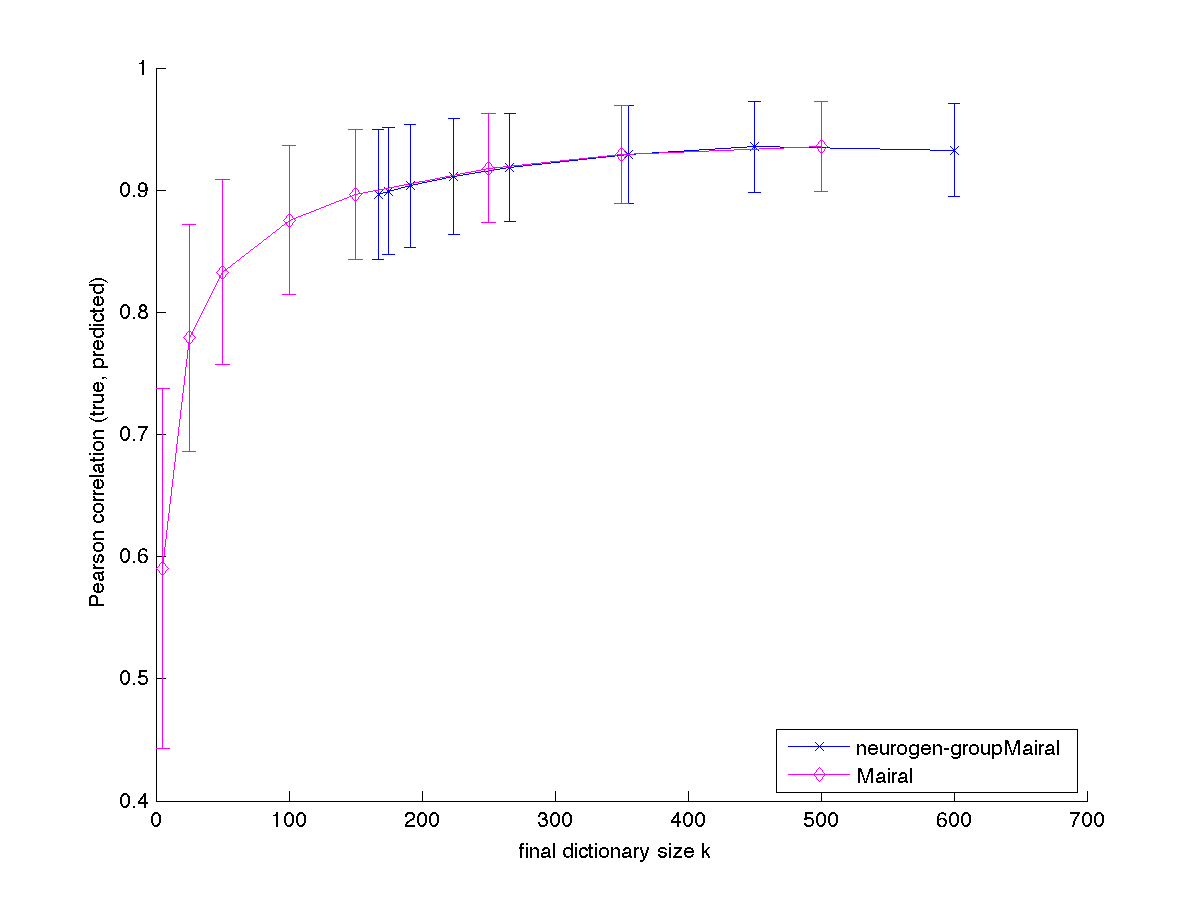 1
0.9
0.8
0.7
0.6
0.5
0.4
Pearson correlation (true, predicted)
0 100 200 300 400 500 600 700
final dictionary size k
neurogen-groupMairal
Mairal